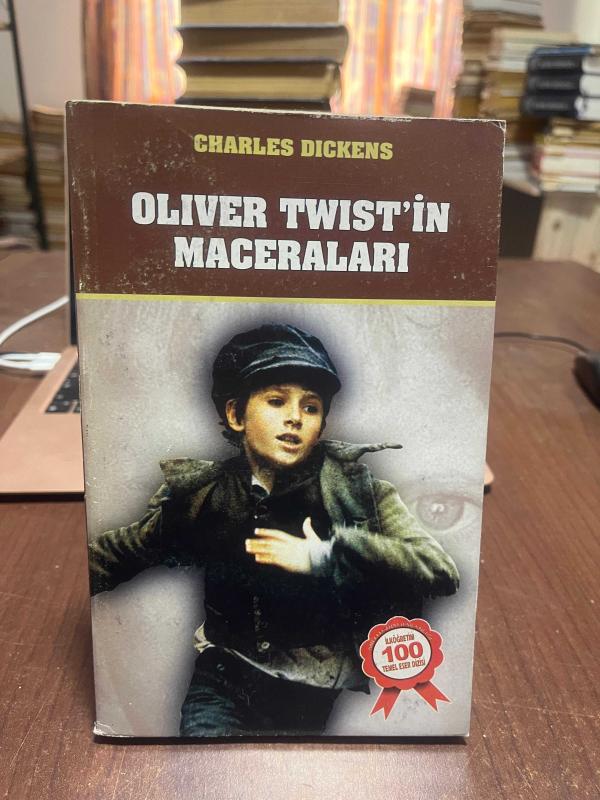 CHARLES DICKENS
OLIVER TWIST'İN
MACERALARI
İLKÖĞRETİM
100
TEMEL ESER DİZİSİ